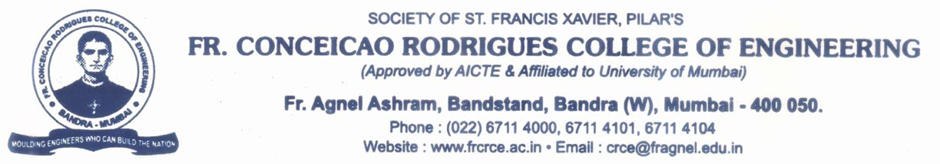 FR. CONCEICAO RODRIGUES COLLEGE OF ENGINEERING
BANDRA - MUMBAI
MOULDING ENGINEERS WHO CAN BUILD THE NATION
SOCIETY OF ST. FRANCIS XAVIER, PILAR'S
FR. CONCEICAO RODRIGUES COLLEGE OF ENGINEERING
(Approved by AICTE & Affiliated to University of Mumbai)
Fr. Agnel Ashram, Bandstand, Bandra (W), Mumbai - 400 050.
Phone : (022) 6711 4000, 6711 4101, 6711 4104
Website : www.frcrce.ac.in • Email : crce@fragnel.edu.in